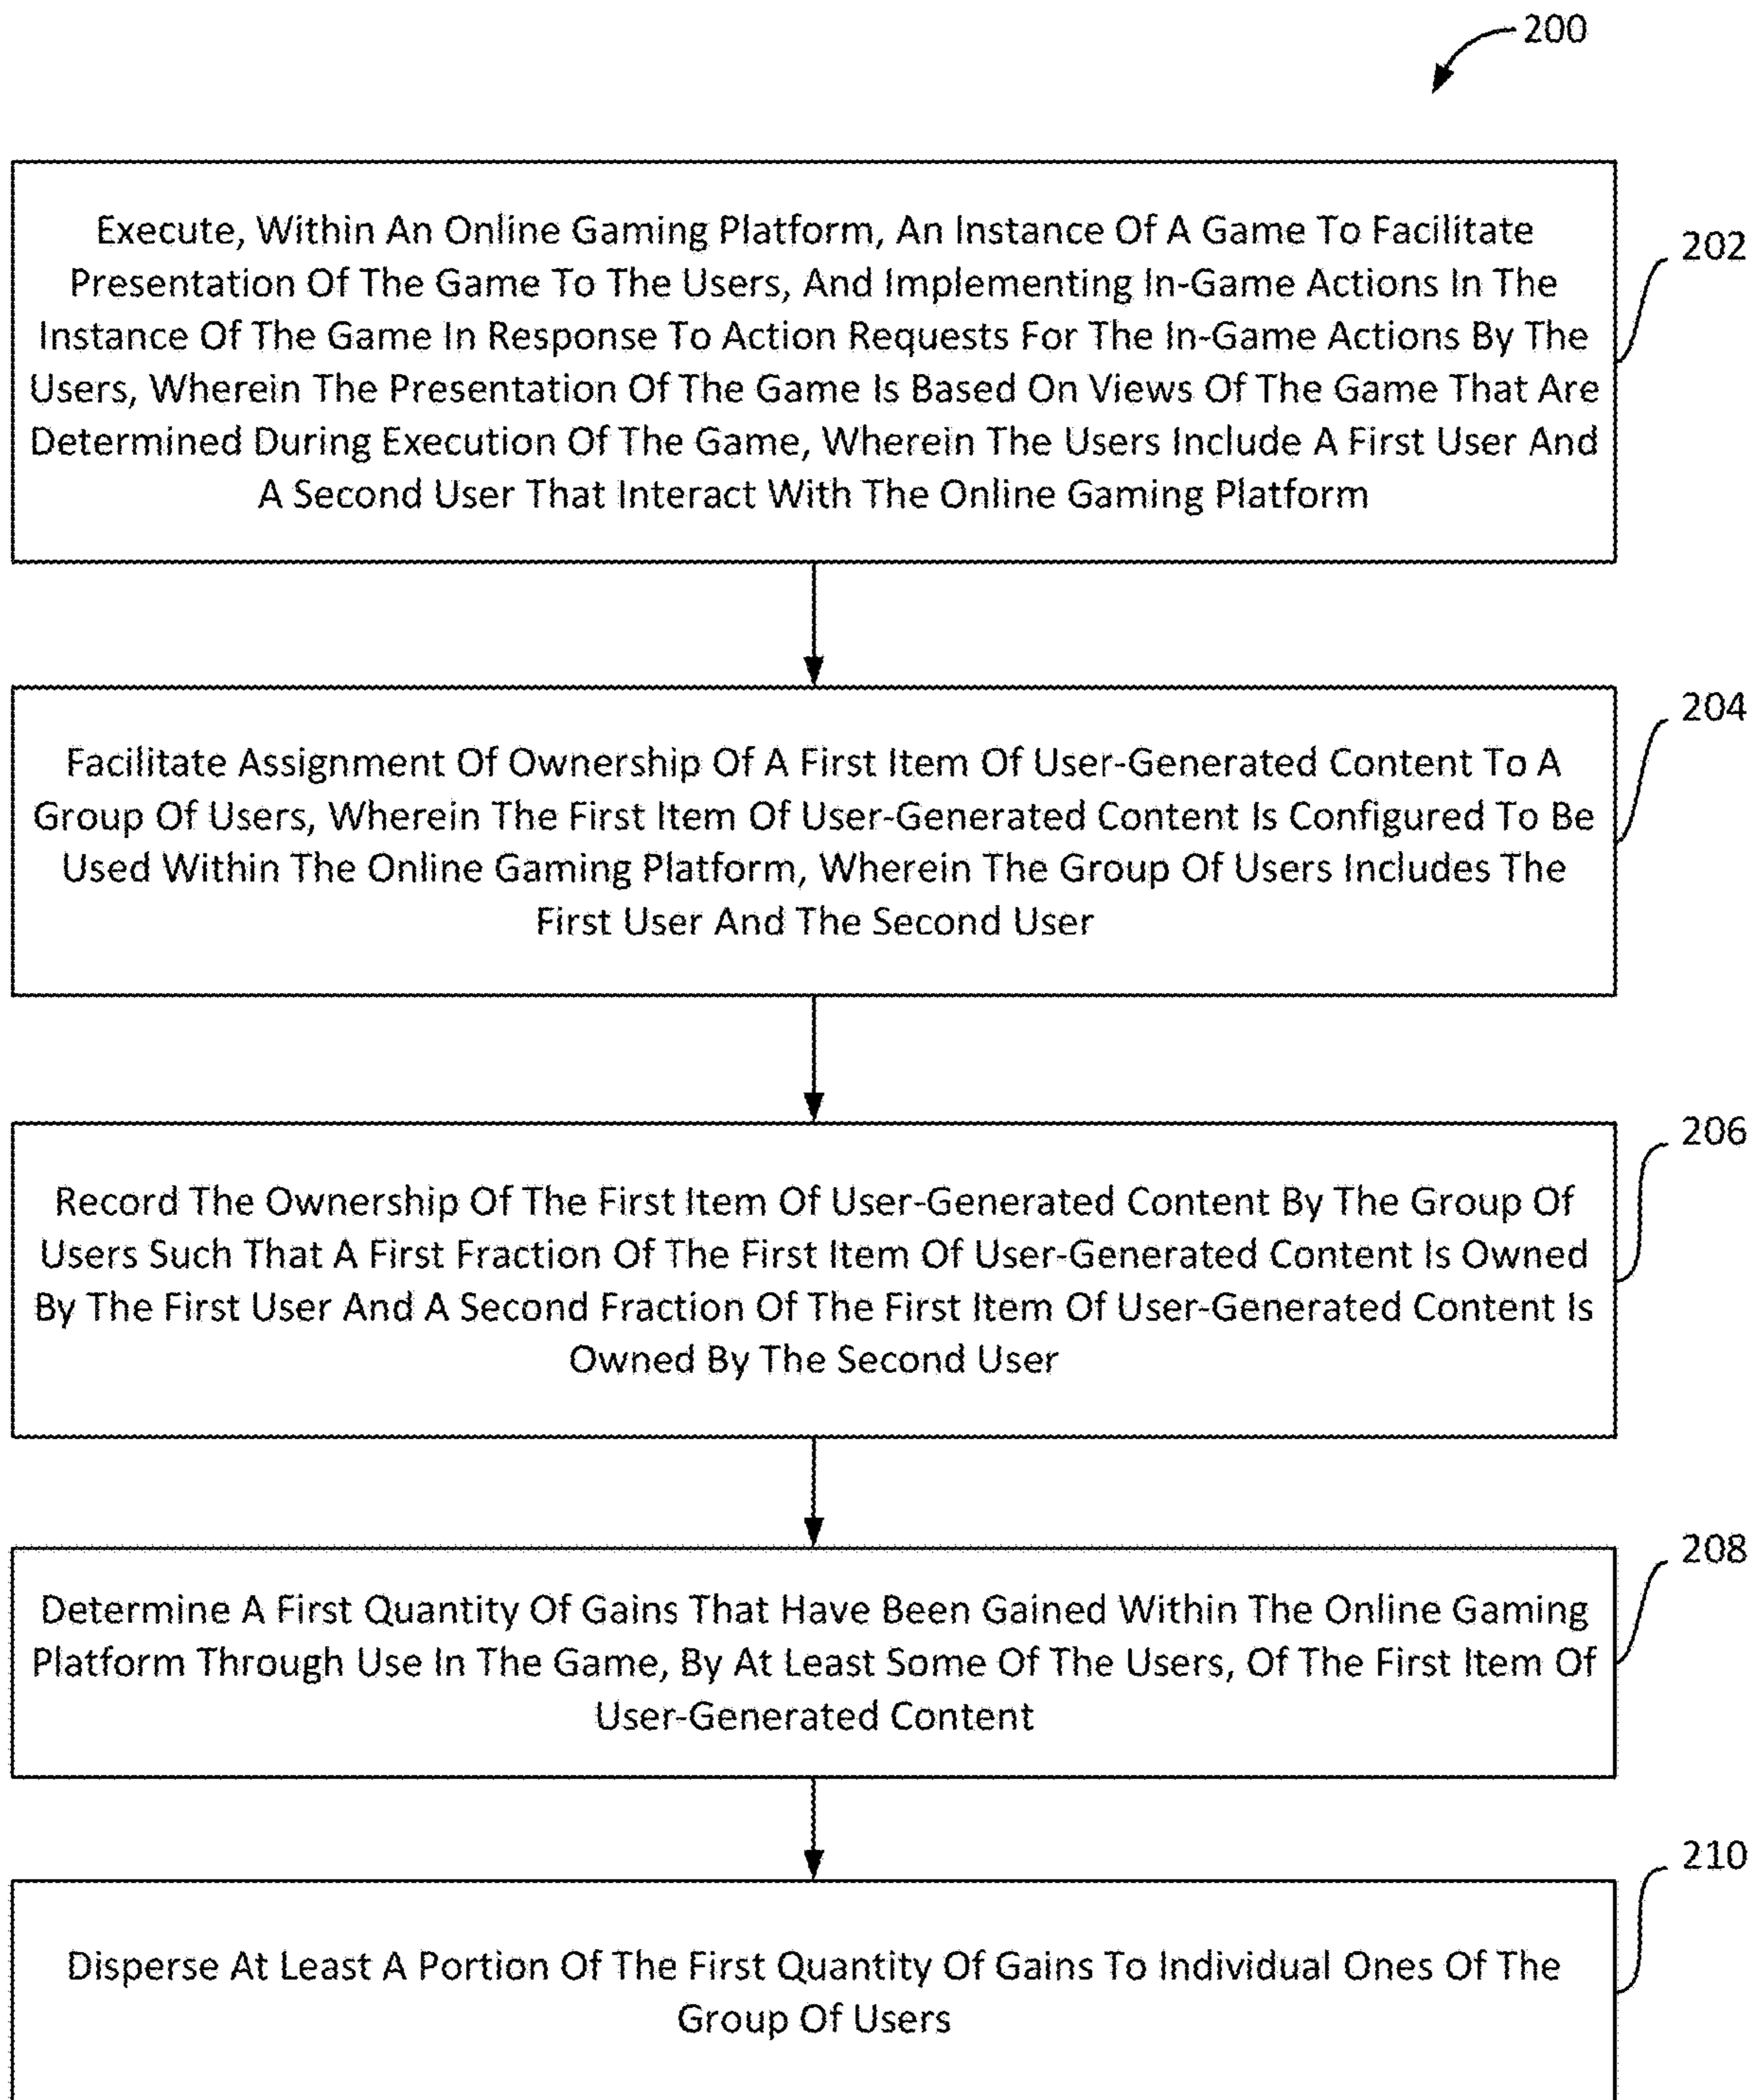 200
Execute, Within An Online Gaming Platform, An Instance Of A Game To Facilitate
Presentation Of The Game To The Users, And Implementing In-Game Actions In The
Instance Of The Game In Response To Action Requests For The In-Game Actions By The
Users, Wherein The Presentation Of The Game Is Based On Views Of The Game That Are
Determined During Execution Of The Game, Wherein The Users Include A First User And
A Second User That Interact With The Online Gaming Platform
202
Facilitate Assignment Of Ownership Of A First Item Of User-Generated Content To A
Group Of Users, Wherein The First Item Of User-Generated Content Is Configured To Be
Used Within The Online Gaming Platform, Wherein The Group Of Users Includes The
First User And The Second User
204
Record The Ownership Of The First Item Of User-Generated Content By The Group Of
Users Such That A First Fraction Of The First Item Of User-Generated Content Is Owned
By The First User And A Second Fraction Of The First Item Of User-Generated Content Is
Owned By The Second User
206
Determine A First Quantity Of Gains That Have Been Gained Within The Online Gaming
Platform Through Use In The Game, By At Least Some Of The Users, Of The First Item Of
User-Generated Content
208
Disperse At Least A Portion Of The First Quantity Of Gains To Individual Ones Of The
Group Of Users
210